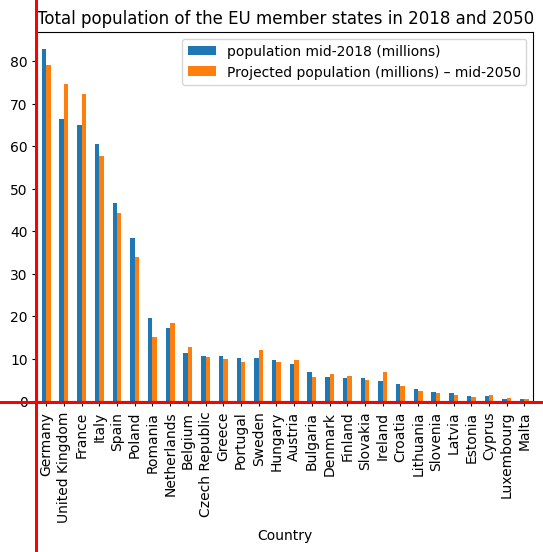 Total population of the EU member states in 2018 and 2050
population mid-2018 (millions)
Projected population (millions) – mid-2050
80
70
60
50
40
30
20
10
0
Germany
United Kingdom
France
Italy
Spain
Poland
Romania
Netherlands
Belgium
Czech Republic
Greece
Portugal
Sweden
Hungary
Austria
Bulgaria
Denmark
Finland
Slovakia
Ireland
Croatia
Lithuania
Slovenia
Latvia
Estonia
Cyprus
Luxembourg
Malta
Country